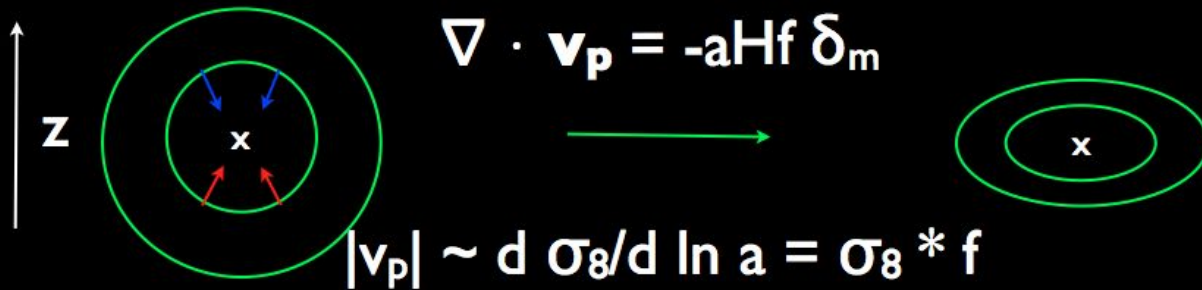 ∇ · vₚ = -aHf δₘ
z
x
x
|vₚ| ~ d σ₈/d ln a = σ₈ * f